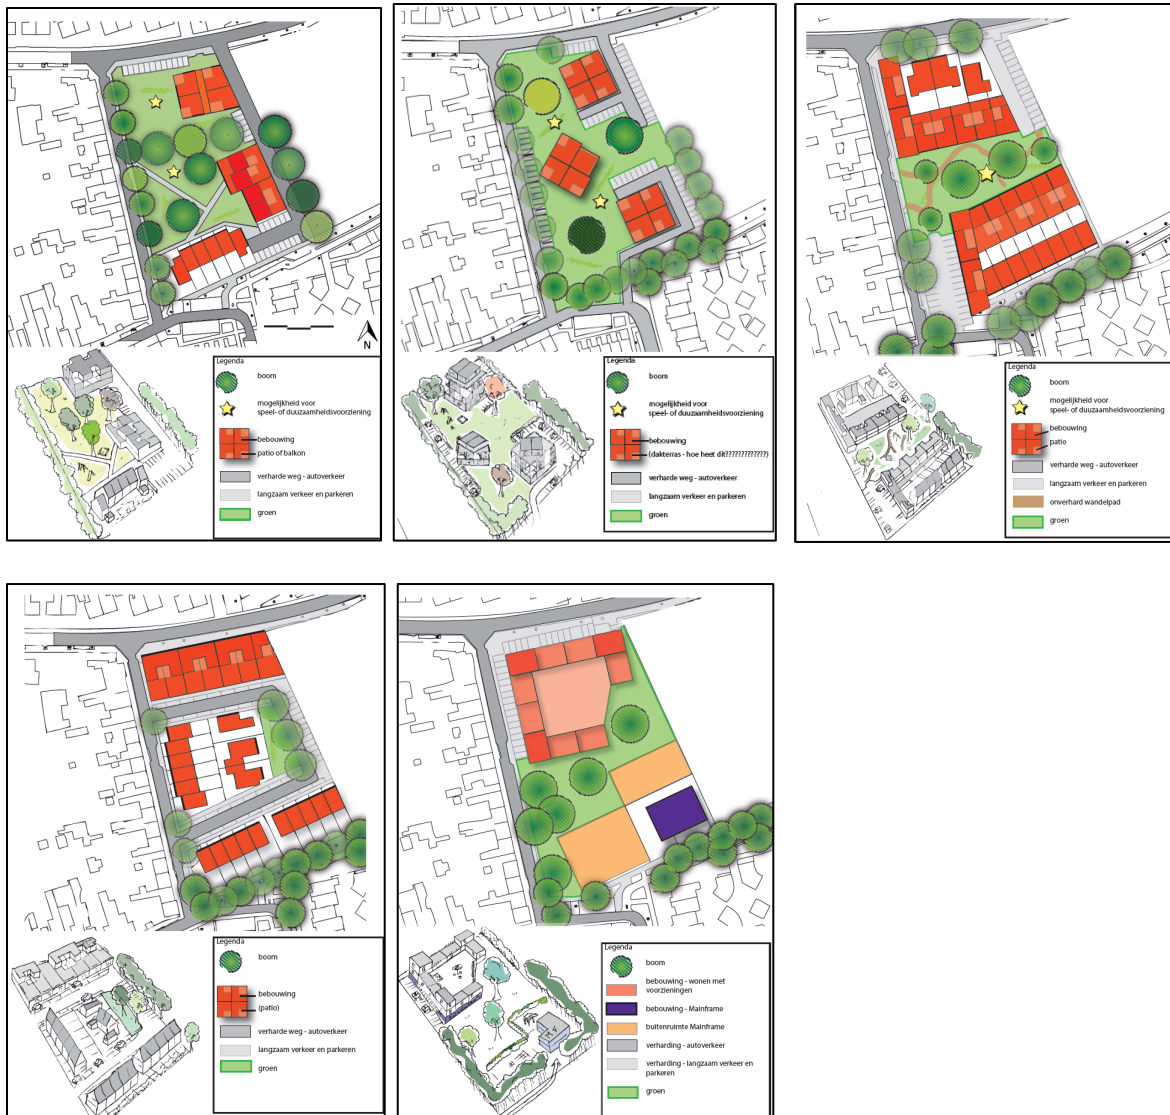 N
Legenda
boom
mogelijkheid voor
speel- of duuzaamheidsvoorziening
bebouwing
patio of balkon
verharde weg - autoverkeer
langzaam verkeer en parkeren
groen
Legenda
boom
mogelijkheid voor
speel- of duuzaamheidsvoorziening
bebouwing
(dakterras - hoe heet dit?????????????)
verharde weg - autoverkeer
langzaam verkeer en parkeren
groen
Legenda
boom
mogelijkheid voor
speel- of duuzaamheidsvoorziening
bebouwing
patio
verharde weg - autoverkeer
langzaam verkeer en parkeren
onverhard wandelpad
groen
Legenda
boom
bebouwing
(patio)
verharde weg - autoverkeer
langzaam verkeer en parkeren
groen
Legenda
boom
bebouwing - wonen met
voorzieningen
bebouwing - Mainframe
buitenruimte Mainframe
verharding - autoverkeer
verharding - langzaam verkeer en
parkeren
groen